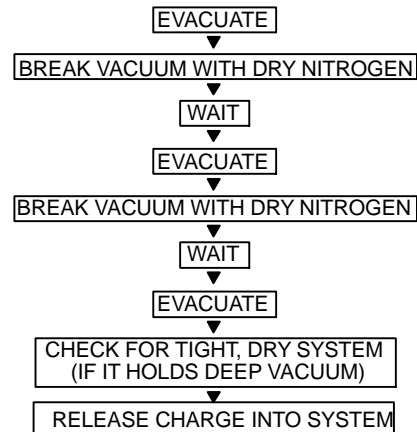 EVACUATE
BREAK VACUUM WITH DRY NITROGEN
WAIT
EVACUATE
BREAK VACUUM WITH DRY NITROGEN
WAIT
EVACUATE
CHECK FOR TIGHT, DRY SYSTEM
(IF IT HOLDS DEEP VACUUM)
RELEASE CHARGE INTO SYSTEM